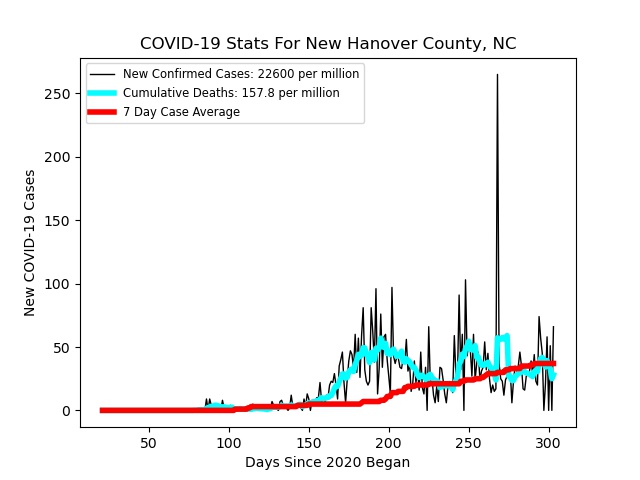 COVID-19 Stats For New Hanover County, NC
New Confirmed Cases: 22600 per million
Cumulative Deaths: 157.8 per million
7 Day Case Average
250
200
150
100
50
0
New COVID-19 Cases
50 100 150 200 250 300
Days Since 2020 Began